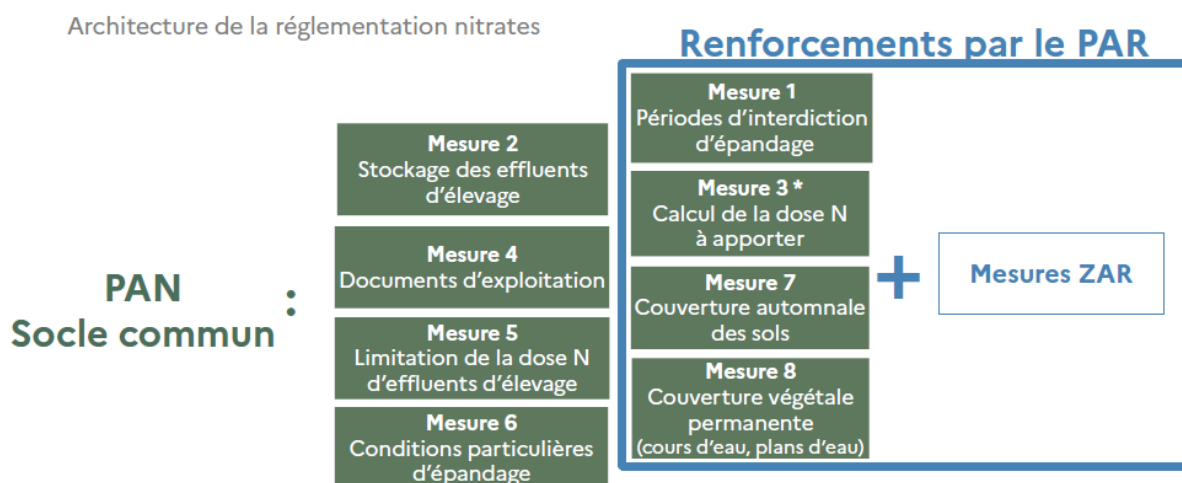 Architecture de la réglementation nitrates
Renforcements par le PAR
PAN
Socle commun
:
Mesure 2
Stockage des effluents
d'élevage
Mesure 4
Documents d'exploitation
Mesure 5
Limitation de la dose N
d'effluents d'élevage
Mesure 6
Conditions particulières
d'épandage
Mesure 1
Périodes d'interdiction
d'épandage
Mesure 3 *
Calcul de la dose N
à apporter
Mesure 7
Couverture automnale
des sols
Mesure 8
Couverture végétale
permanente
(cours d'eau, plans d'eau)
+
Mesures ZAR